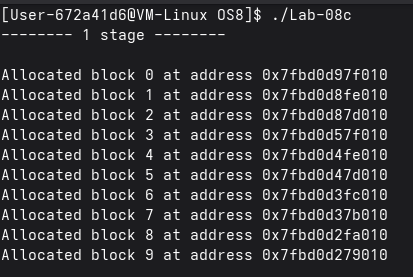 [User-672a41d6@VM-Linux OS8]$ ./Lab-08c
-------- 1 stage --------
Allocated block 0 at address 0x7fbd0d97f010
Allocated block 1 at address 0x7fbd0d8fe010
Allocated block 2 at address 0x7fbd0d87d010
Allocated block 3 at address 0x7fbd0d57f010
Allocated block 4 at address 0x7fbd0d4fe010
Allocated block 5 at address 0x7fbd0d47d010
Allocated block 6 at address 0x7fbd0d3fc010
Allocated block 7 at address 0x7fbd0d37b010
Allocated block 8 at address 0x7fbd0d2fa010
Allocated block 9 at address 0x7fbd0d279010